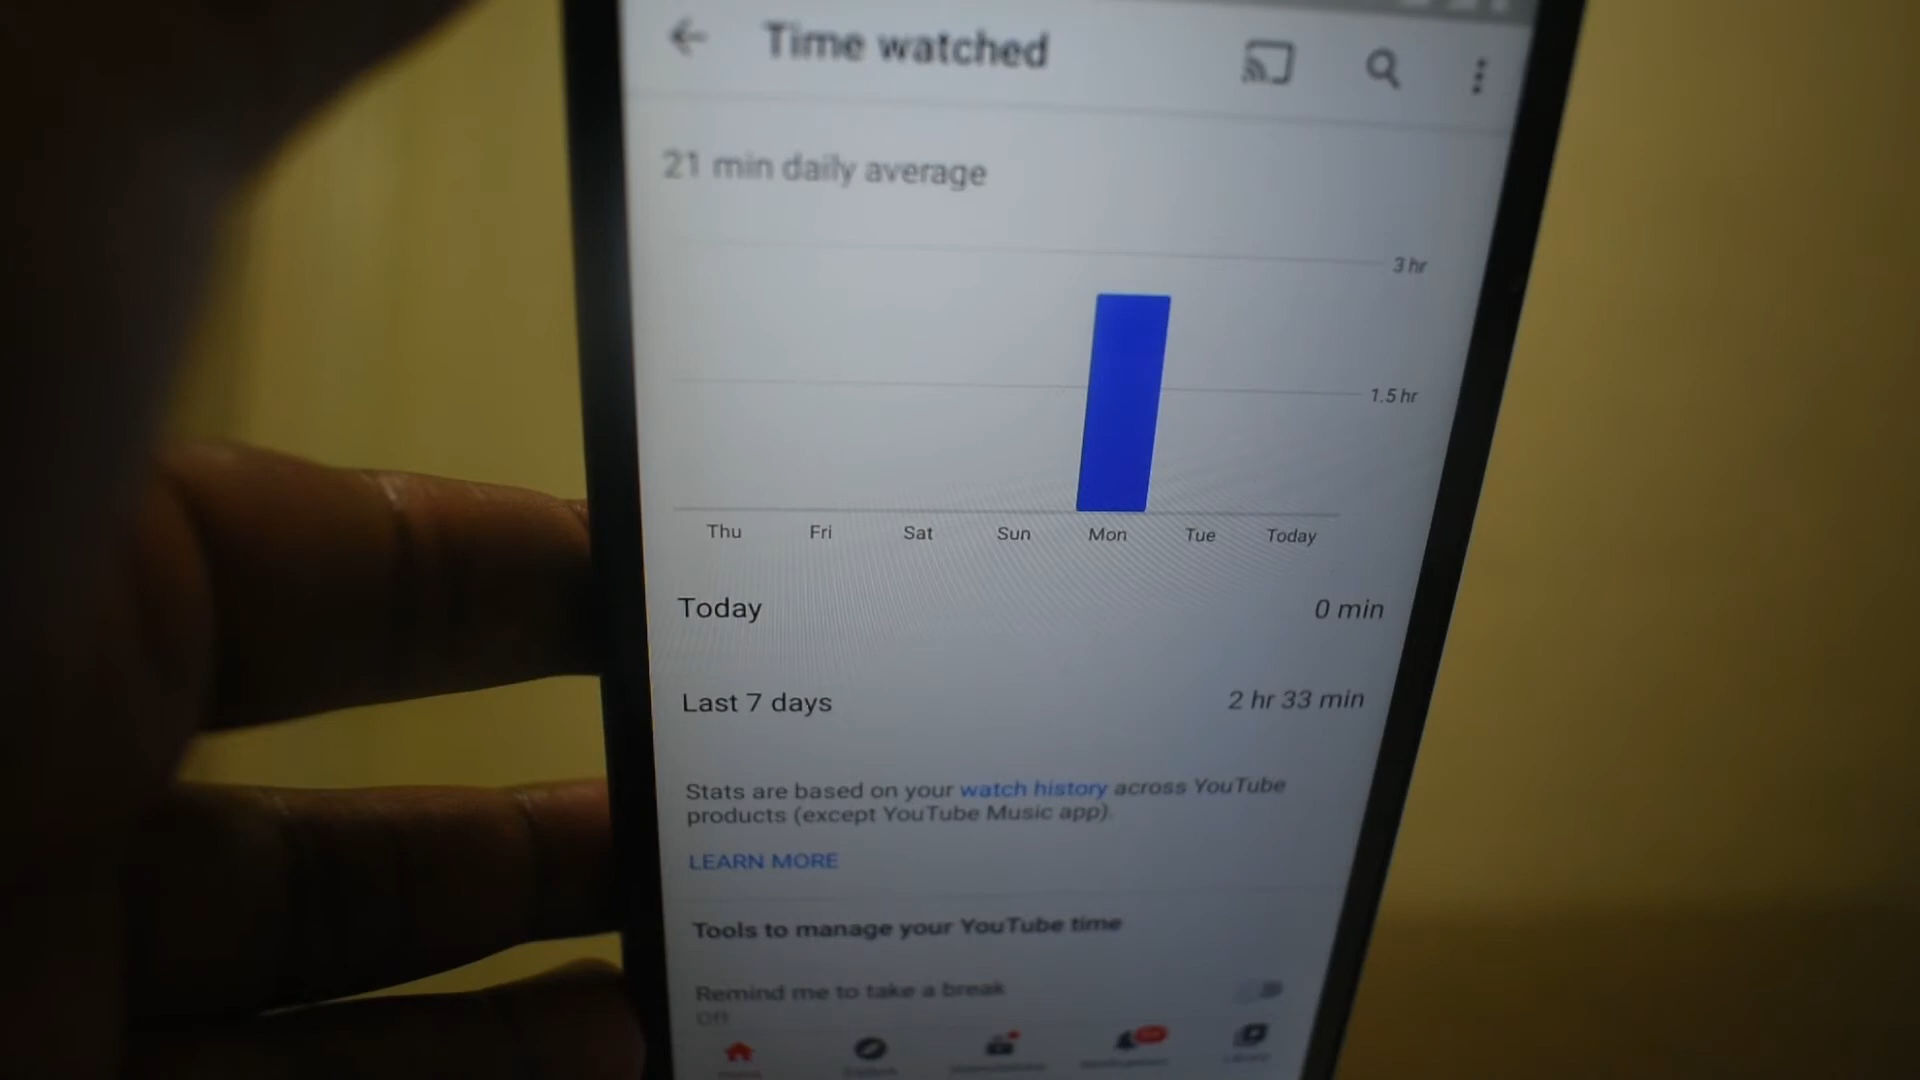 Time watched
21 min daily average
3 hr
1.5 hr
Thu Fri Sat Sun Mon Tue Today
Today 0 min
Last 7 days 2 hr 33 min
Stats are based on your watch history across YouTube
products (except YouTube Music app).
LEARN MORE
Tools to manage your YouTube time
Remind me to take a break
Off